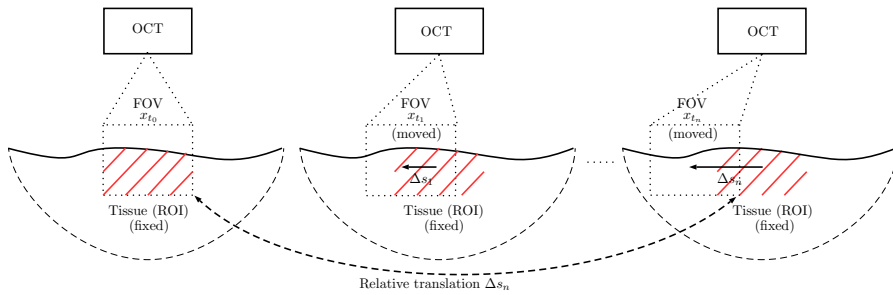 OCT
FOV
x_{t_0}
Tissue (ROI)
(fixed)
OCT
FOV
x_{t_1}
(moved)
Δs_1
Tissue (ROI)
(fixed)
......
OCT
FOV
x_{t_n}
(moved)
Δs_n
Tissue (ROI)
(fixed)
Relative translation Δs_n